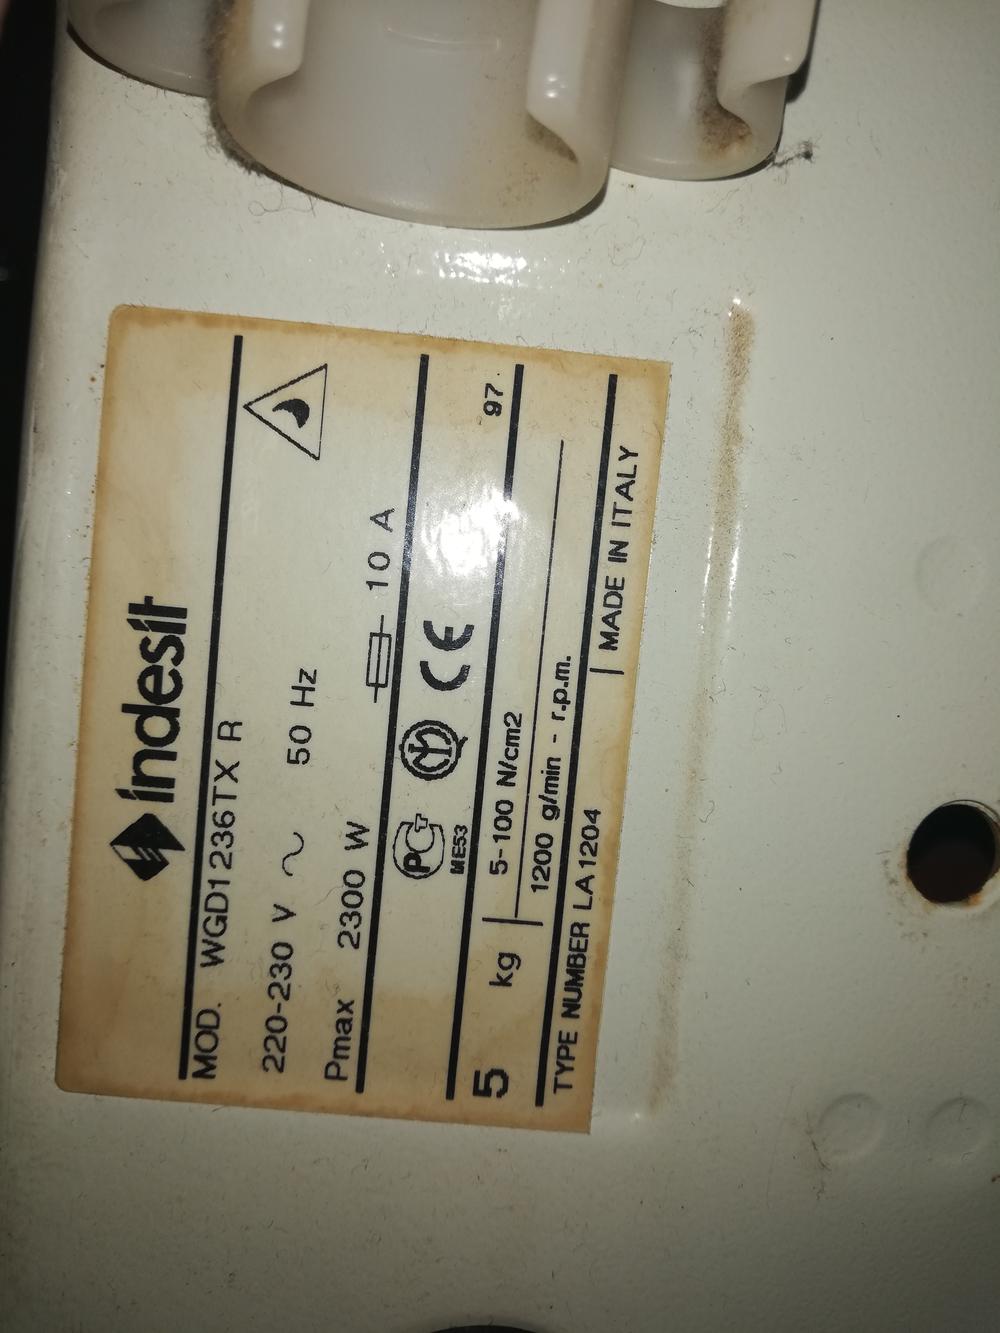 indesit
MOD. WGD1236TX R
220-230 V ~ 50 Hz
Pmax 2300 W 10 A
PCT ME53 CE
97
5 kg 5-100 N/cm2
1200 g/min - r.p.m.
TYPE NUMBER LA1204 MADE IN ITALY